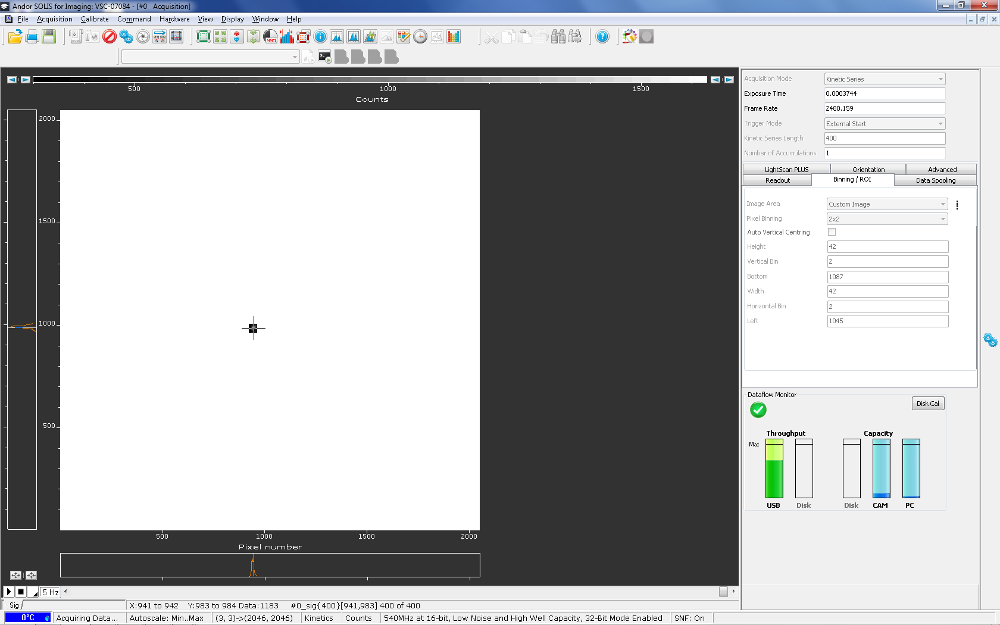 Andor SOLIS for Imaging: VSC-07084 - [#0   Acquisition]
File Acquisition Calibrate Command Hardware View Display Window Help
99:1
500 1000 1500
Counts
2000
1500
1000
500
500 1000 1500 2000
Pixel number
5 Hz
Sig
X:941 to 942 Y:983 to 984 Data:1183 #0_sig{400}[941,983] 400 of 400
0°C Acquiring Data... Autoscale: Min..Max (3, 3)->(2046, 2046) Kinetics Counts 540MHz at 16-bit, Low Noise and High Well Capacity, 32-Bit Mode Enabled SNF: On
Acquisition Mode Kinetic Series
Exposure Time 0.0003744
Frame Rate 2480.159
Trigger Mode External Start
Kinetic Series Length 400
Number of Accumulations 1
LightScan PLUS Orientation Advanced
Readout Binning / ROI Data Spooling
Image Area Custom Image
Pixel Binning 2x2
Auto Vertical Centring
Height 42
Vertical Bin 2
Bottom 1087
Width 42
Horizontal Bin 2
Left 1045
Dataflow Monitor
Disk Cal
Throughput Capacity
Max
USB Disk Disk CAM PC